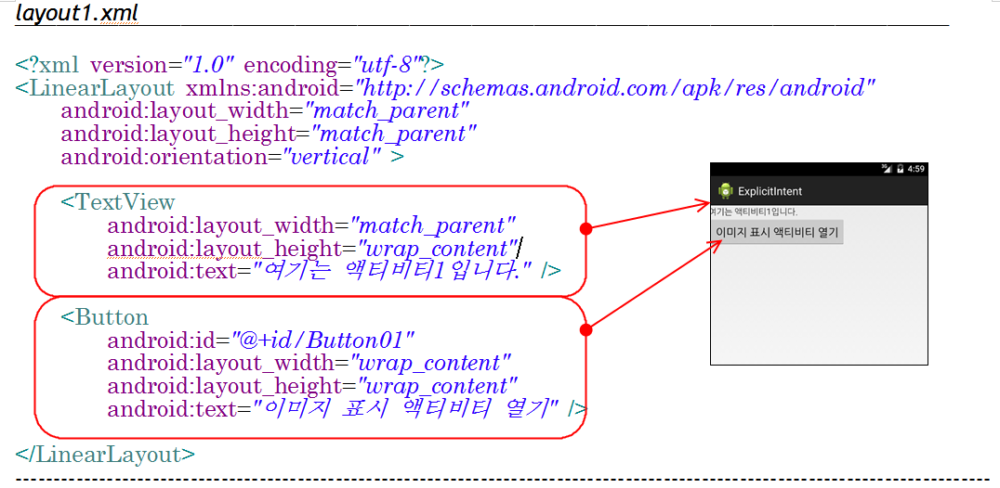 layout1.xml
<?xml version="1.0" encoding="utf-8"?>
<LinearLayout xmlns:android="http://schemas.android.com/apk/res/android"
android:layout_width="match_parent"
android:layout_height="match_parent"
android:orientation="vertical" >
<TextView
android:layout_width="match_parent"
android:layout_height="wrap_content"
android:text="여기는 액티비티1입니다." />
<Button
android:id="@+id/Button01"
android:layout_width="wrap_content"
android:layout_height="wrap_content"
android:text="이미지 표시 액티비티 열기" />
</LinearLayout>
3G 4:59
ExplicitIntent
여기는 액티비티1입니다.
이미지 표시 액티비티 열기